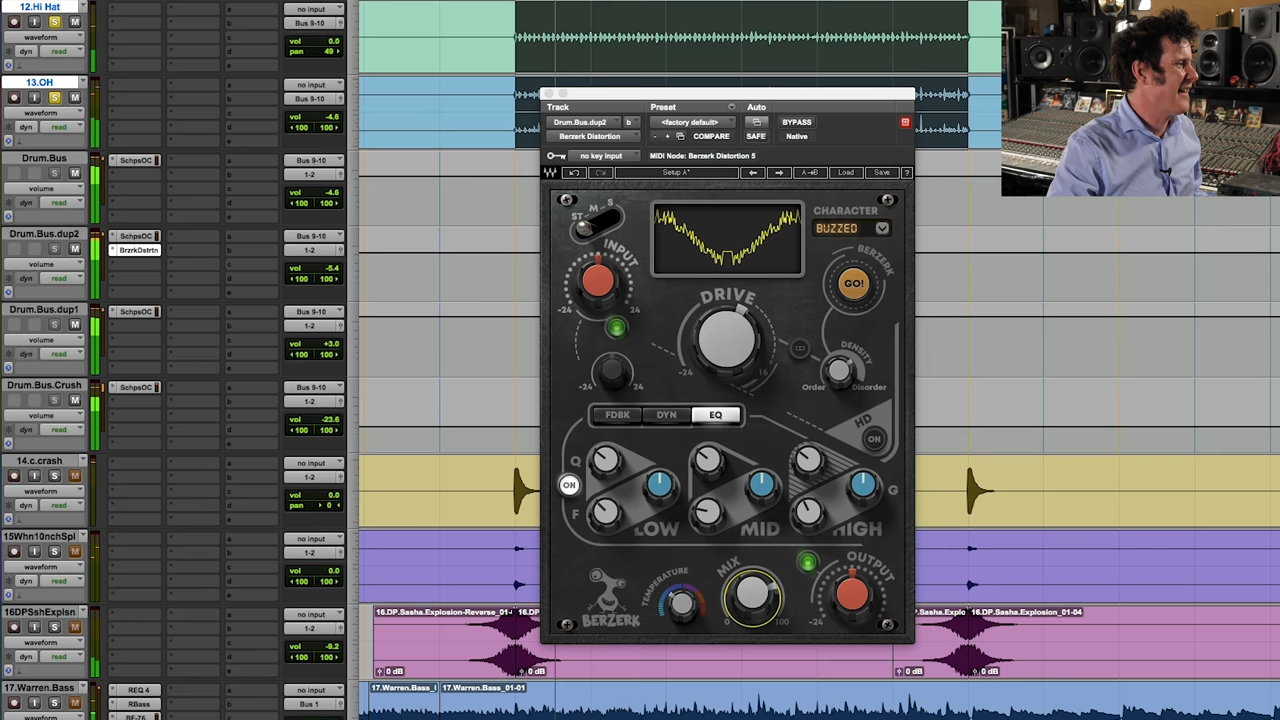 12.Hi Hat
I S M
waveform
dyn read
a no input
b Bus 9-10
c vol 0.0
d pan 49
e
13.OH
I S M
waveform
dyn read
a no input
b Bus 9-10
c vol -4.6
d 100 100
e
Drum.Bus
S M
volume
dyn read
SchpsOC
a Bus 9-10
b 1-2
c vol -4.6
d 100 100
e
Drum.Bus.dup2
S M
volume
dyn read
SchpsOC
BrzrkDstrtn
a Bus 9-10
b 1-2
c vol -5.4
d 100 100
e
Drum.Bus.dup1
S M
volume
dyn read
SchpsOC
a Bus 9-10
b 1-2
c vol +3.0
d 100 100
e
Drum.Bus.Crush
S M
volume
dyn read
SchpsOC
a Bus 9-10
b 1-2
c vol -23.6
d 100 100
e
14.c.crash
I S M
waveform
dyn read
a no input
b 1-2
c vol 0.0
d pan 0
e
15Whn10nchSpl
I S M
waveform
dyn read
a no input
b 1-2
c vol 0.0
d 100 100
e
16DPSshExplsn
I S M
waveform
dyn read
a no input
b 1-2
c vol -9.2
d 100 100
e
17.Warren.Bass
I S M
waveform
REQ 4
RBass
BF-76
a no input
b Bus 1
c
Track Preset Auto
Drum.Bus.dup2 b <factory default> BYPASS
Berzerk Distortion - + COMPARE SAFE Native
no key input MIDI Node: Berzerk Distortion 5
Setup A* A→B Load Save ?
ST M S
INPUT
-24 24
CHARACTER
BUZZED
BERZERK
GO!
DRIVE
-24 16
DENSITY
Order Disorder
-24 24
FDBK DYN EQ
HP
ON
Q
ON
F
G
LOW MID HIGH
BERZERK
TEMPERATURE
MIX
0 100
OUTPUT
-24
16.DP.Sasha.Explosion-Reverse_01-
16.DP
0 dB
0 dB
.Sasha.Explo
16.DP.Sasha.Explosion_01-04
0 dB
0 dB
17.Warren.Bass_
17.Warren.Bass_01-01